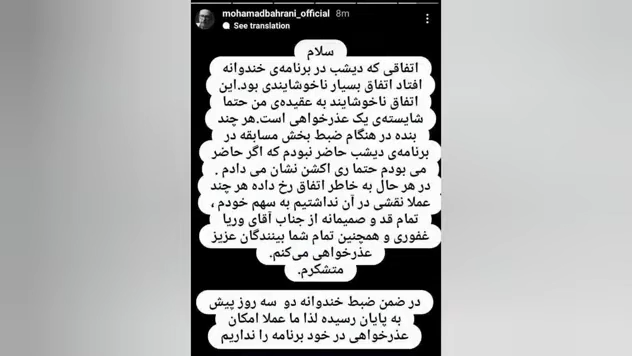 mohamadbahrani_official 8m
See translation
سلام
اتفاقی که دیشب در برنامه‌ی خندوانه
افتاد اتفاق بسیار ناخوشایندی بود.این
اتفاق ناخوشایند به عقیده‌ی من حتما
شایسته‌ی یک عذرخواهی است.هر چند
بنده در هنگام ضبط بخش مسابقه در
برنامه‌ی دیشب حاضر نبودم که اگر حاضر
می بودم حتما ری اکشن نشان می دادم .
در هر حال به خاطر اتفاق رخ داده هر چند
عملا نقشی در آن نداشتیم به سهم خودم ،
تمام قد و صمیمانه از جناب آقای وریا
غفوری و همچنین تمام شما بینندگان عزیز
عذرخواهی می‌کنم.
متشکرم.
در ضمن ضبط خندوانه دو سه روز پیش
به پایان رسیده لذا ما عملا امکان
عذرخواهی در خود برنامه را نداریم